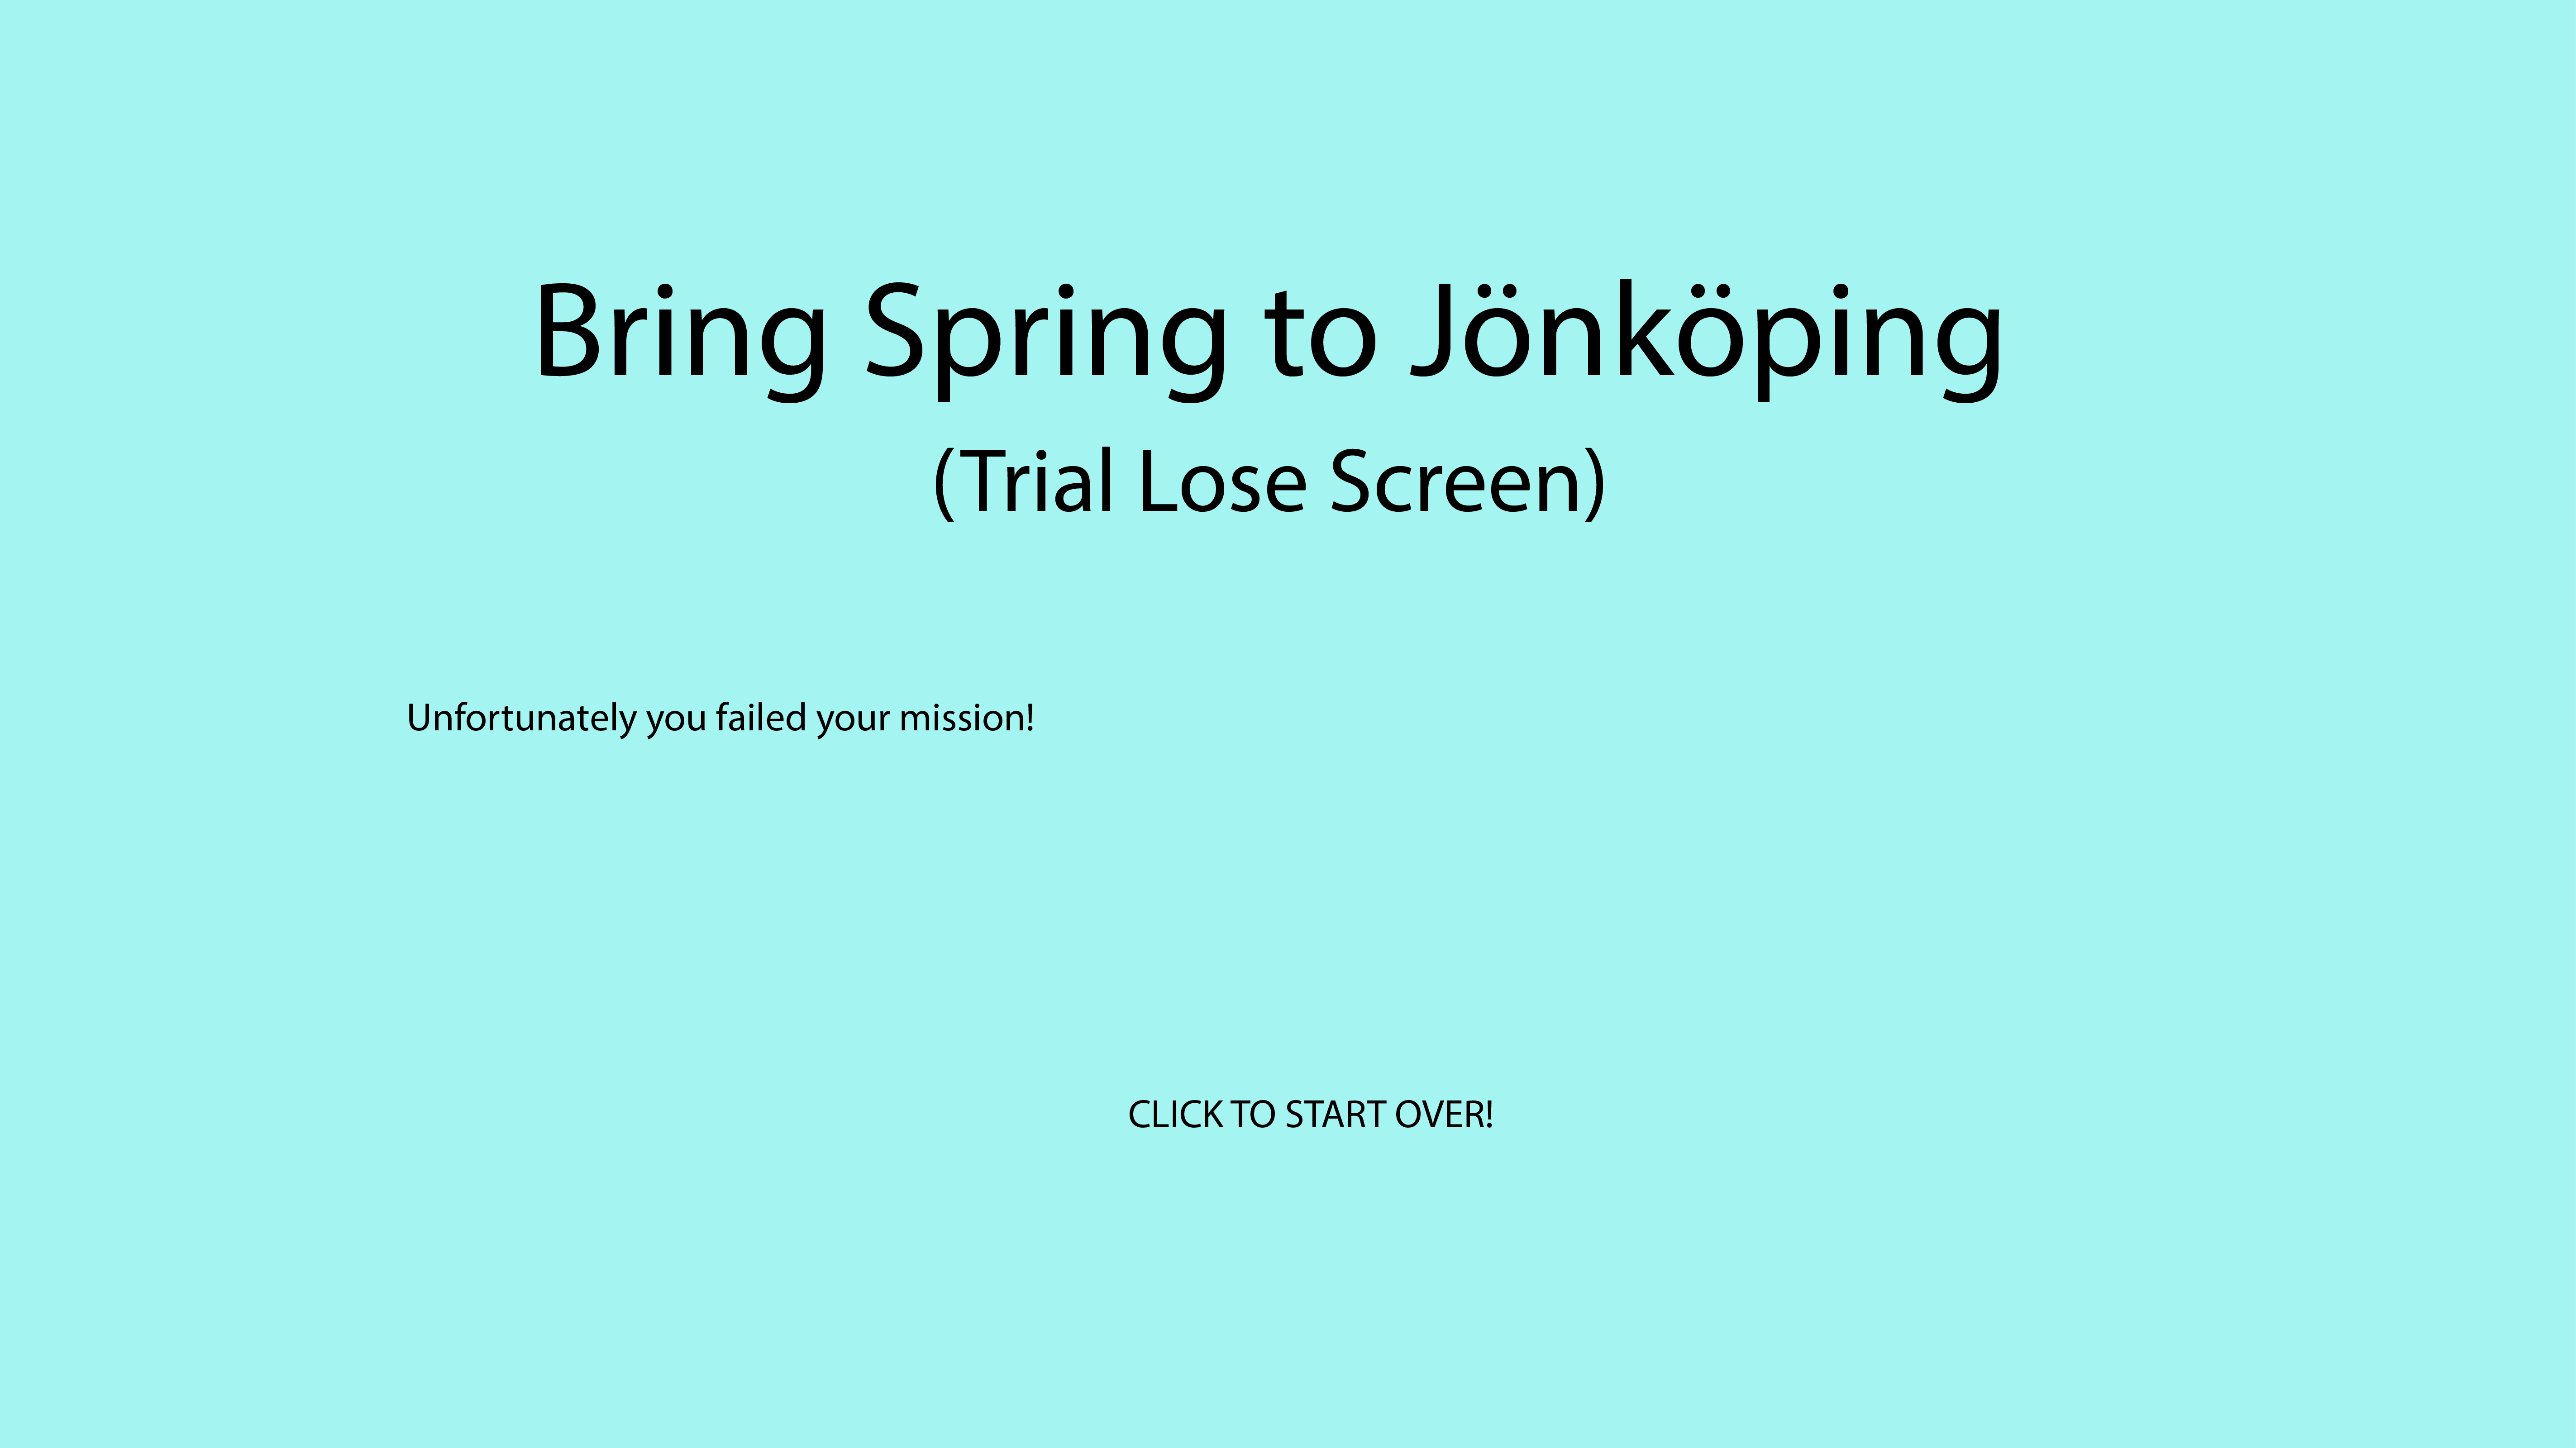 Bring Spring to Jönköping
(Trial Lose Screen)
Unfortunately you failed your mission!
CLICK TO START OVER!